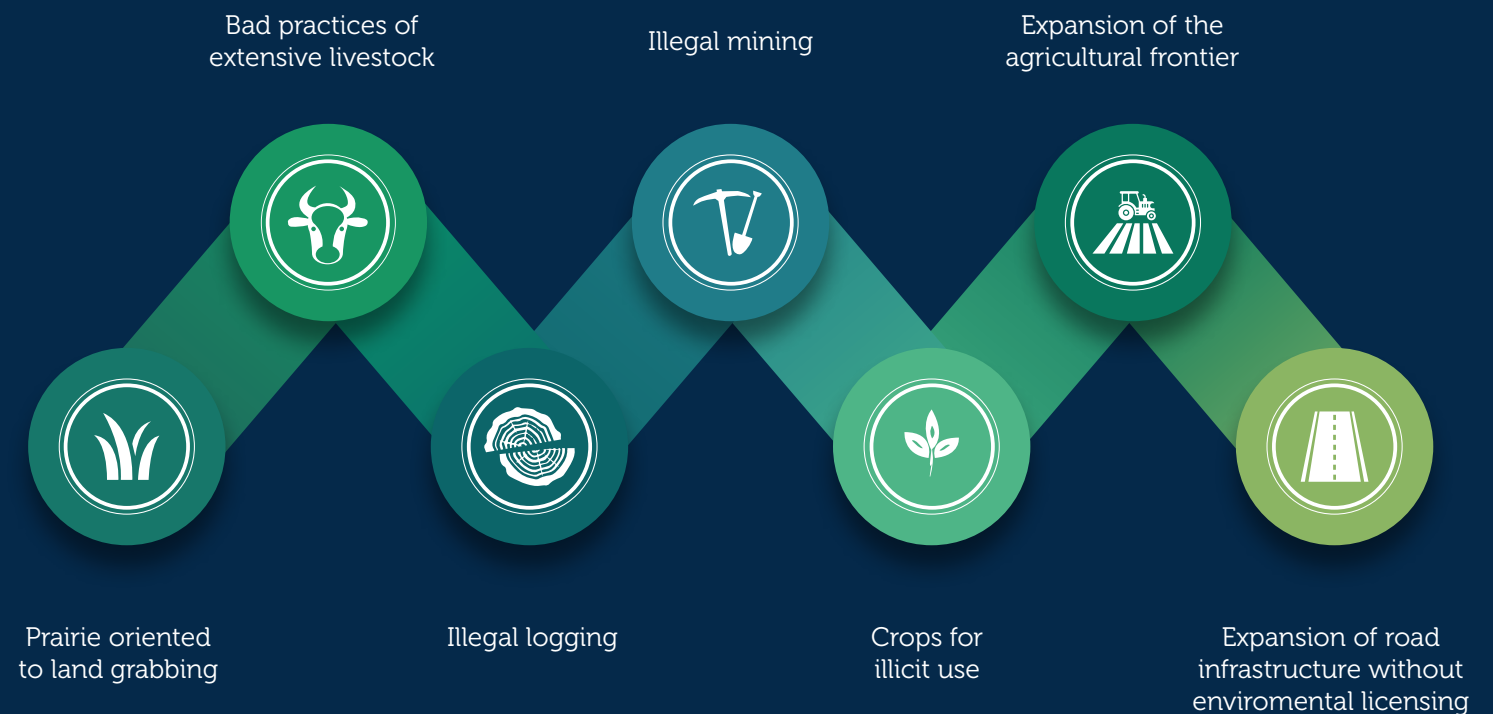 Bad practices of
extensive livestock
Illegal mining
Expansion of the
agricultural frontier
Prairie oriented
to land grabbing
Illegal logging
Crops for
illicit use
Expansion of road
infrastructure without
enviromental licensing